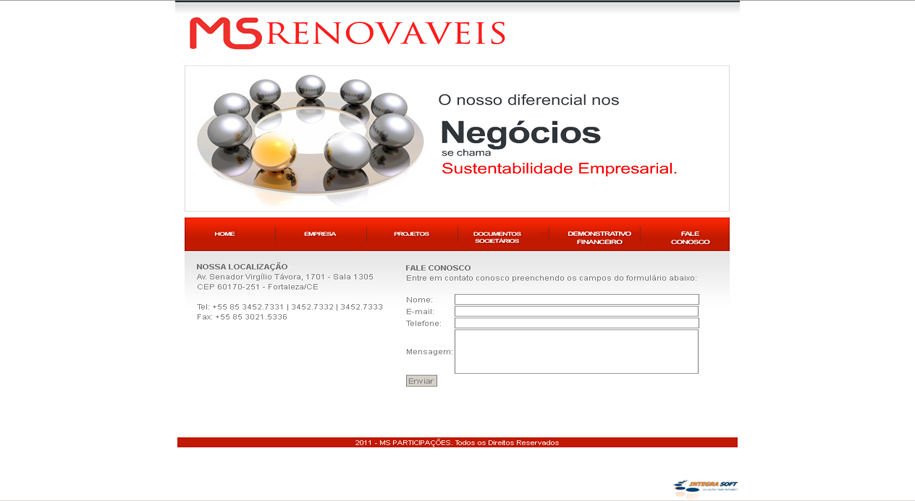 MS RENOVAVEIS
O nosso diferencial nos
Negócios
se chama
Sustentabilidade Empresarial.
HOME
EMPRESA
PROJETOS
DOCUMENTOS
SOCIETÁRIOS
DEMONSTRATIVO
FINANCEIRO
FALE
CONOSCO
NOSSA LOCALIZAÇÃO
Av. Senador Virgílio Távora, 1701 - Sala 1305
CEP 60170-251 - Fortaleza/CE
Tel: +55 85 3452.7331 | 3452.7332 | 3452.7333
Fax: +55 85 3021.5336
FALE CONOSCO
Entre em contato conosco preenchendo os campos do formulário abaixo:
Nome:
E-mail:
Telefone:
Mensagem:
Enviar
2011 - MS PARTICIPAÇÕES. Todos os Direitos Reservados
INTEGRA SOFT